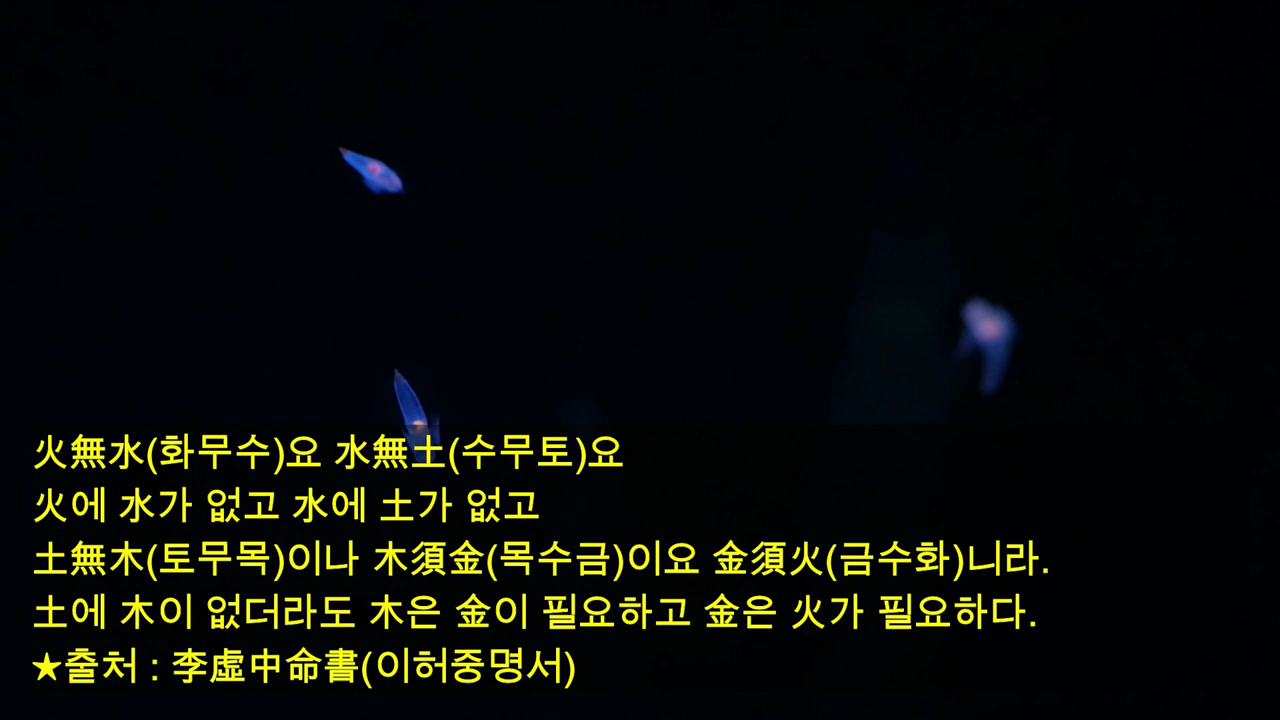 火無水(화무수)요 水無土(수무토)요
火에 水가 없고 水에 土가 없고
土無木(토무목)이나 木須金(목수금)이요 金須火(금수화)니라.
土에 木이 없더라도 木은 金이 필요하고 金은 火가 필요하다.
★출처 : 李虛中命書(이허중명서)